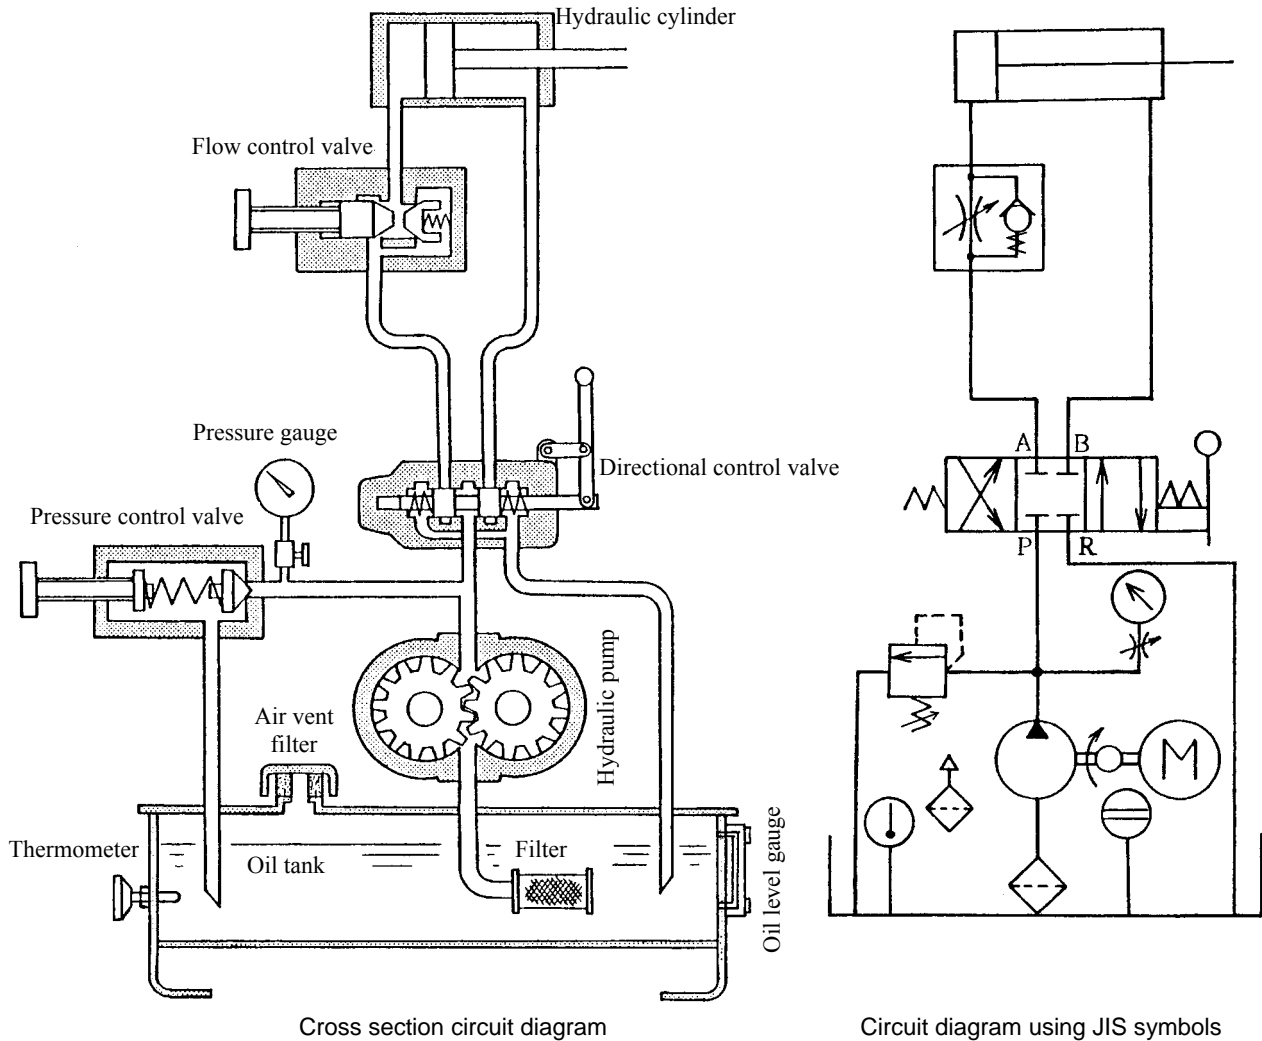 Hydraulic cylinder
Flow control valve
Pressure gauge
Directional control valve
Pressure control valve
Hydraulic pump
Air vent
filter
Thermometer
Oil tank
Filter
Oil level gauge
A B
P R
M
Cross section circuit diagram
Circuit diagram using JIS symbols